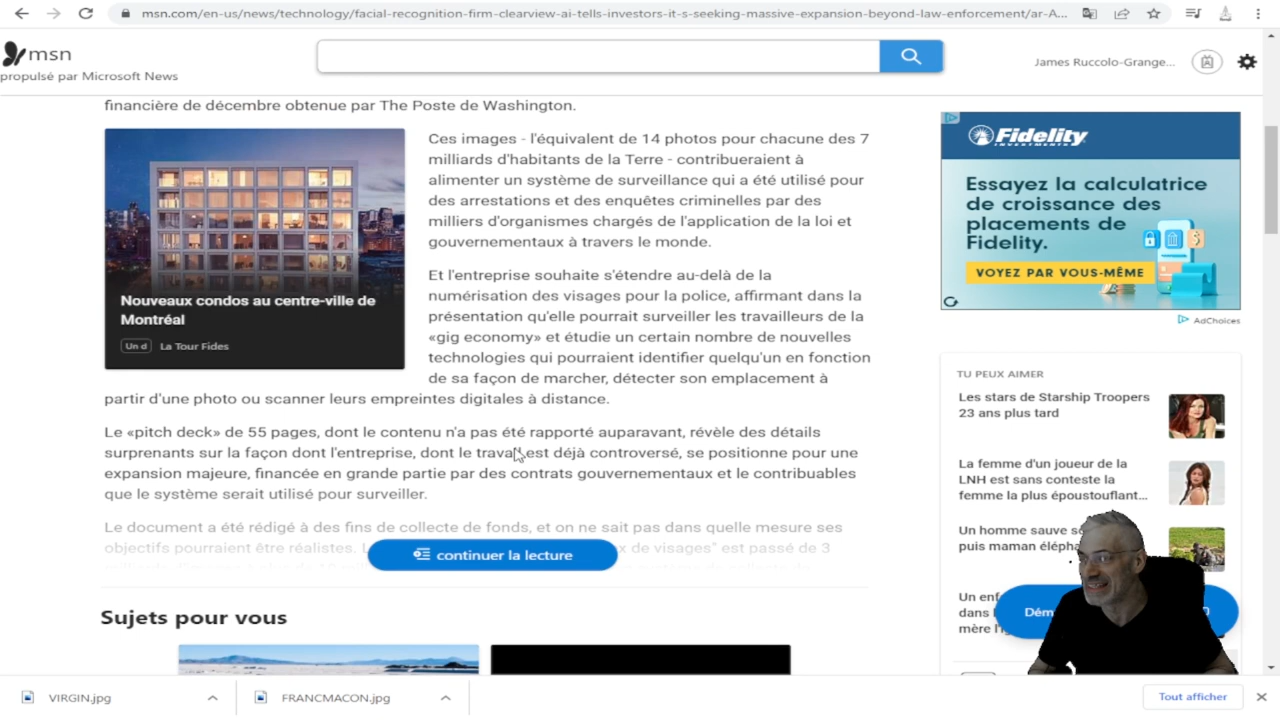 msn.com/en-us/news/technology/facial-recognition-firm-clearview-ai-tells-investors-it-s-seeking-massive-expansion-beyond-law-enforcement/ar-A...
msn
propulsé par Microsoft News
James Ruccolo-Grange...
financière de décembre obtenue par The Poste de Washington.
Nouveaux condos au centre-ville de
Montréal
Un d La Tour Fides
Ces images - l'équivalent de 14 photos pour chacune des 7
milliards d'habitants de la Terre - contribueraient à
alimenter un système de surveillance qui a été utilisé pour
des arrestations et des enquêtes criminelles par des
milliers d'organismes chargés de l'application de la loi et
gouvernementaux à travers le monde.
Et l'entreprise souhaite s'étendre au-delà de la
numérisation des visages pour la police, affirmant dans la
présentation qu'elle pourrait surveiller les travailleurs de la
«gig economy» et étudie un certain nombre de nouvelles
technologies qui pourraient identifier quelqu'un en fonction
de sa façon de marcher, détecter son emplacement à
partir d'une photo ou scanner leurs empreintes digitales à distance.
Le «pitch deck» de 55 pages, dont le contenu n'a pas été rapporté auparavant, révèle des détails
surprenants sur la façon dont l'entreprise, dont le travail est déjà controversé, se positionne pour une
expansion majeure, financée en grande partie par des contrats gouvernementaux et le contribuables
que le système serait utilisé pour surveiller.
Le document a été rédigé à des fins de collecte de fonds, et on ne sait pas dans quelle mesure ses
objectifs pourraient être réalistes. x de visages" est passé de 3
continuer la lecture
Sujets pour vous
Fidelity
INVESTMENTS
Essayez la calculatrice
de croissance des
placements de
Fidelity.
VOYEZ PAR VOUS-MÊME
AdChoices
TU PEUX AIMER
Les stars de Starship Troopers
23 ans plus tard
La femme d'un joueur de la
LNH est sans conteste la
femme la plus époustouflant...
Un homme sauve
puis maman éléph
Un enf
dans
mère l'
Dém
VIRGIN.jpg
FRANCMACON.jpg
Tout afficher